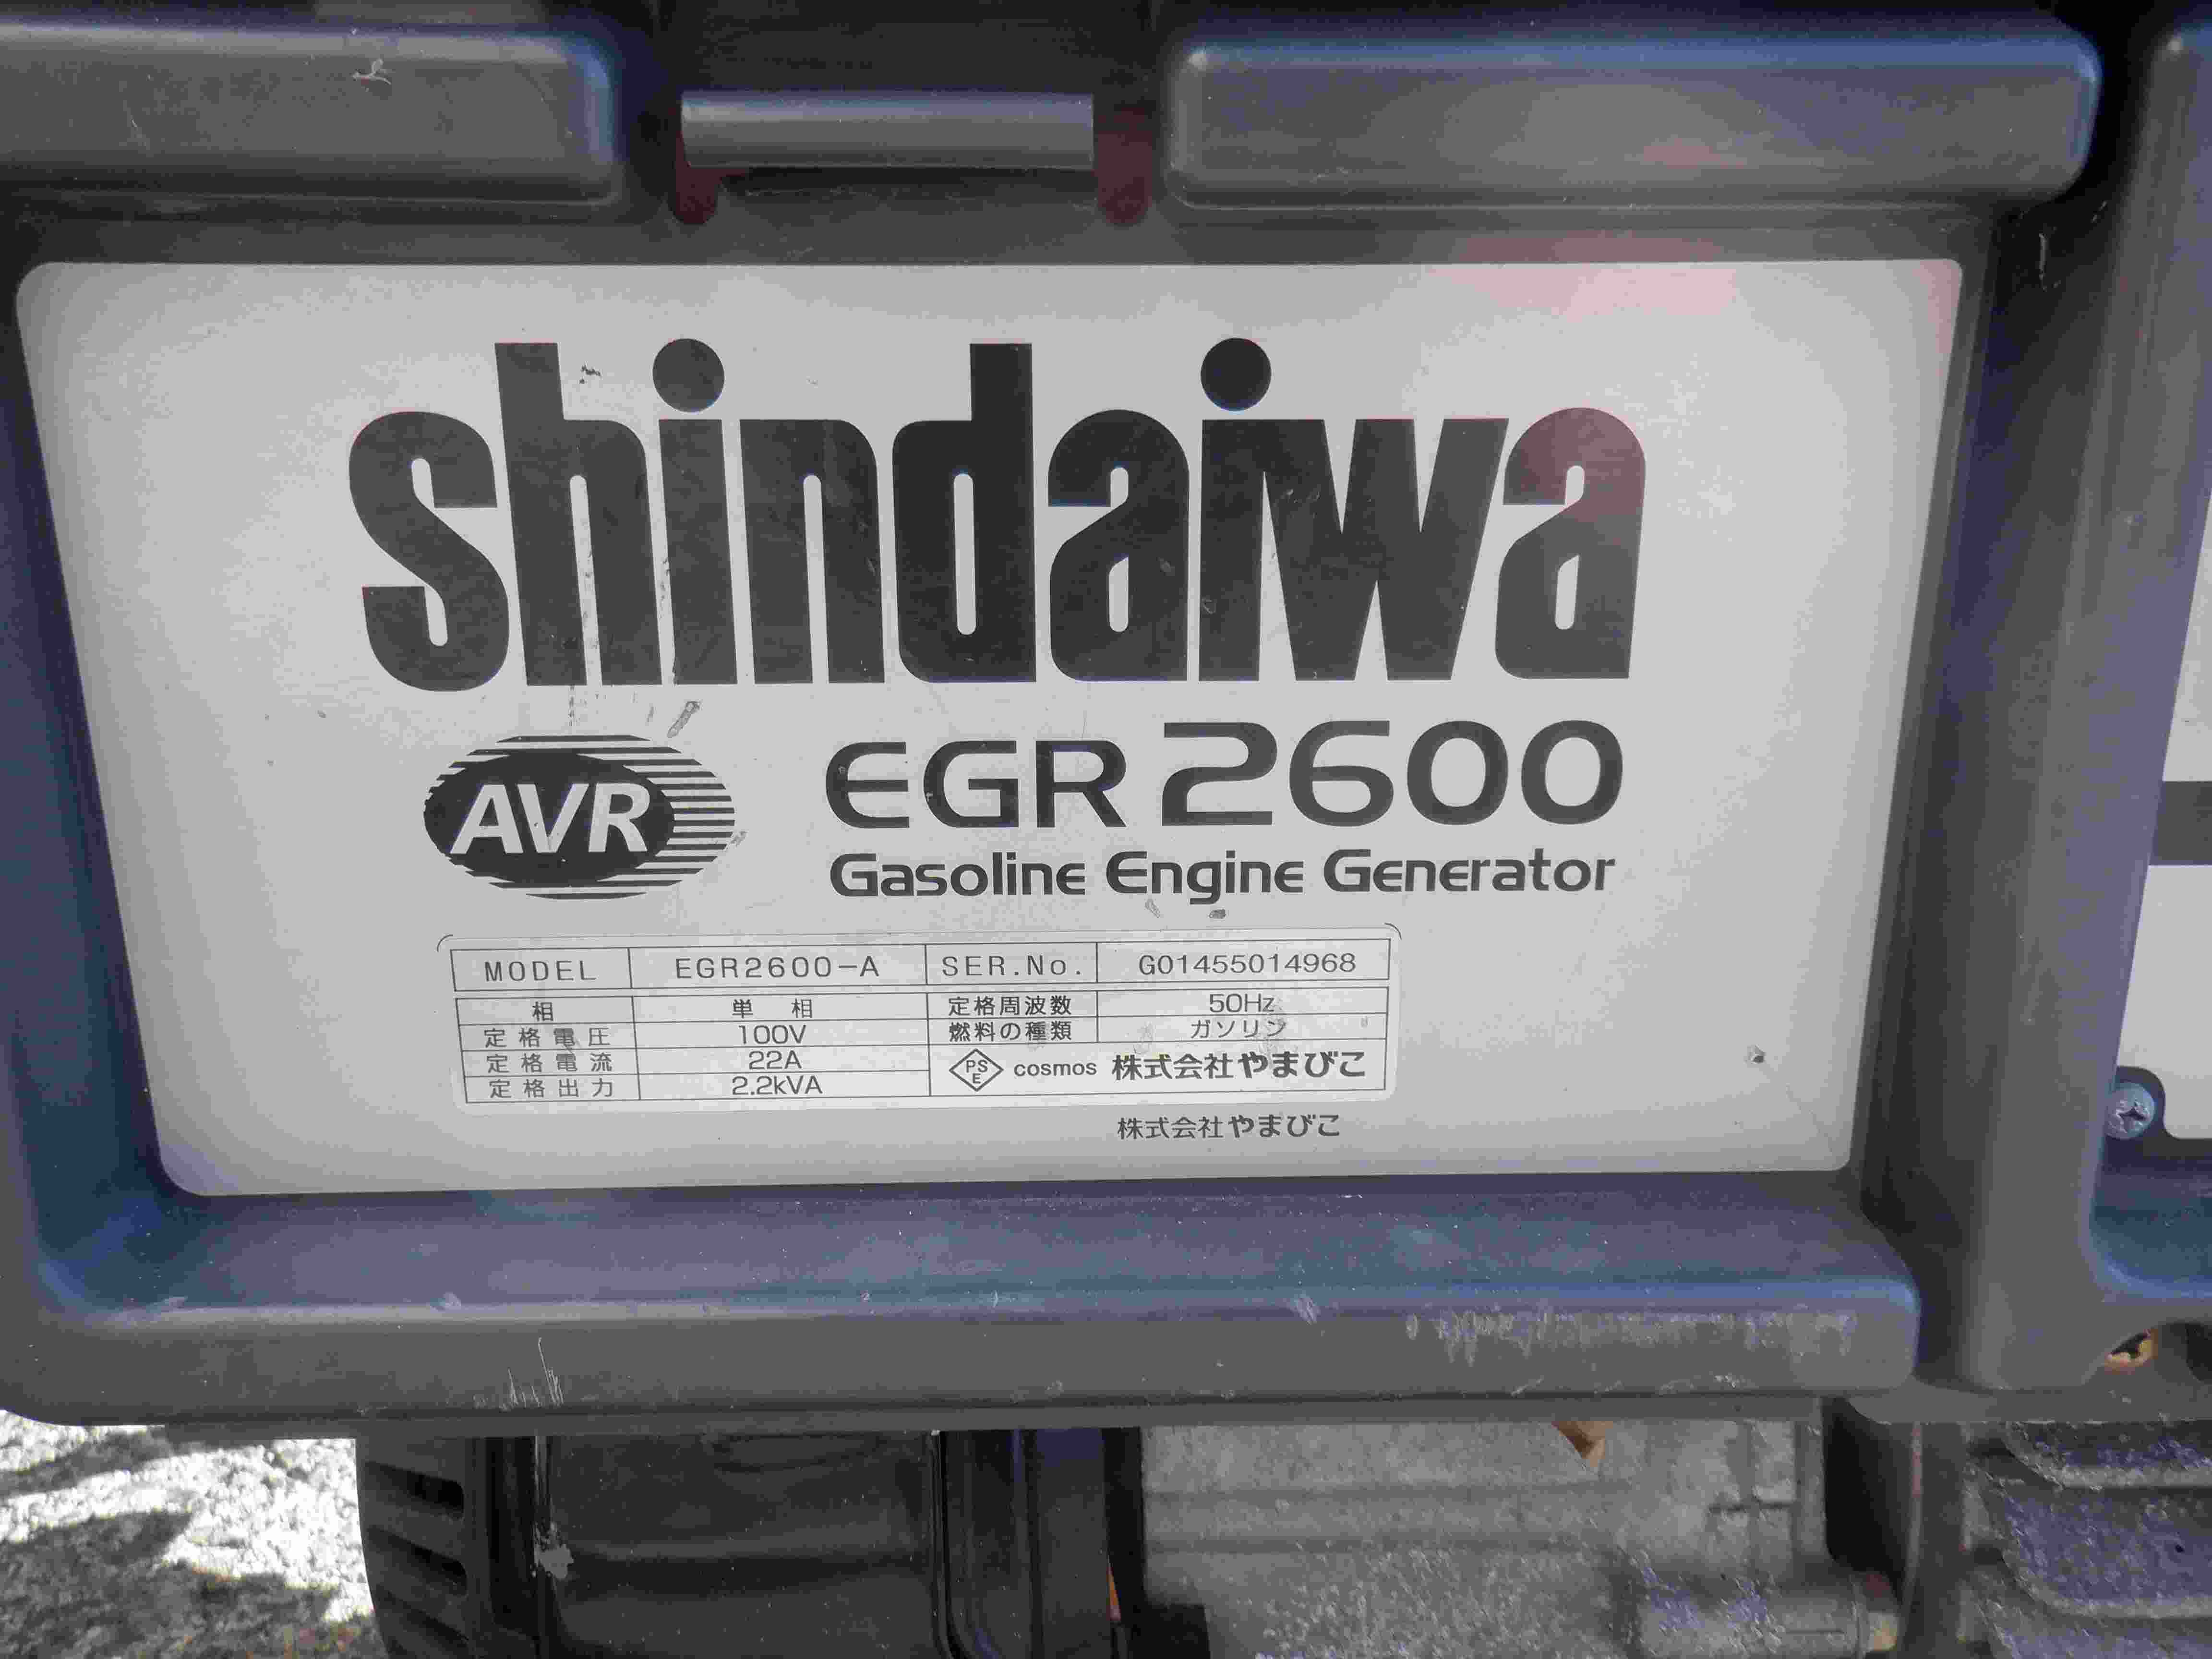 shindaiwa
AVR
EGR 2600
Gasoline Engine Generator
MODEL EGR2600-A SER.No. G01455014968
相 単 相 定格周波数 50Hz
定格電圧 100V 燃料の種類 ガソリン
定格電流 22A
定格出力 2.2kVA
PSE cosmos 株式会社やまびこ
株式会社やまびこ